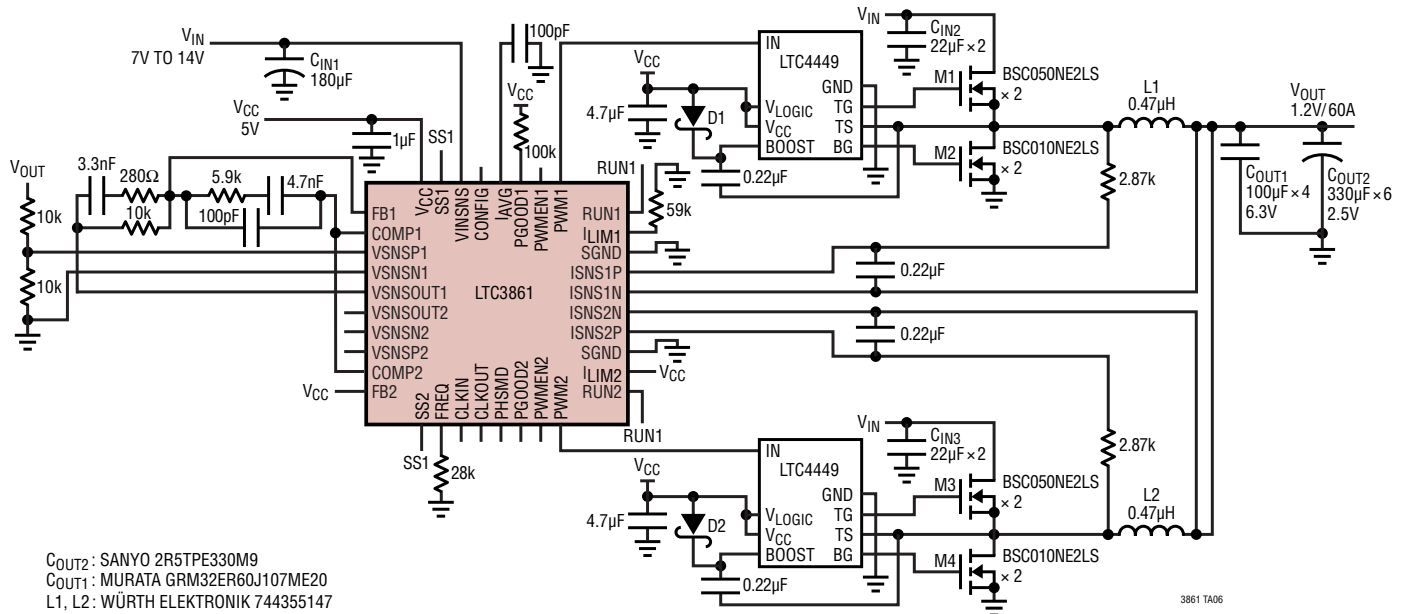 VIN
7V TO 14V
CIN1
180µF
VCC
5V
1µF
SS1
100pF
VCC
100k
VOUT
10k
10k
3.3nF
280Ω
10k
5.9k
4.7nF
100pF
FB1
COMP1
VSNSP1
VSNSN1
VSNSOUT1
VSNSOUT2
VSNSN2
VSNSP2
COMP2
FB2
VCC
VCC
SS1
VINSNS
CONFIG
IAVG
PGOOD1
PWMEN1
PWM1
LTC3861
RUN1
ILIM1
SGND
ISNS1P
ISNS1N
ISNS2N
ISNS2P
SGND
ILIM2
RUN2
SS2
FREQ
CLKIN
CLKOUT
PHSMD
PGOOD2
PWMEN2
PWM2
RUN1
59k
VCC
RUN1
SS1
28k
VCC
4.7µF
D1
0.22µF
IN
LTC4449
GND
VLOGIC
TG
VCC
TS
BOOST
BG
VIN
CIN2
22µF × 2
M1
BSC050NE2LS
× 2
M2
BSC010NE2LS
× 2
L1
0.47µH
VOUT
1.2V/60A
2.87k
COUT1
100µF × 4
6.3V
COUT2
330µF × 6
2.5V
0.22µF
0.22µF
VCC
4.7µF
D2
0.22µF
IN
LTC4449
GND
VLOGIC
TG
VCC
TS
BOOST
BG
VIN
CIN3
22µF × 2
M3
BSC050NE2LS
× 2
M4
BSC010NE2LS
× 2
2.87k
L2
0.47µH
COUT2: SANYO 2R5TPE330M9
COUT1: MURATA GRM32ER60J107ME20
L1, L2: WÜRTH ELEKTRONIK 744355147
3861 TA06